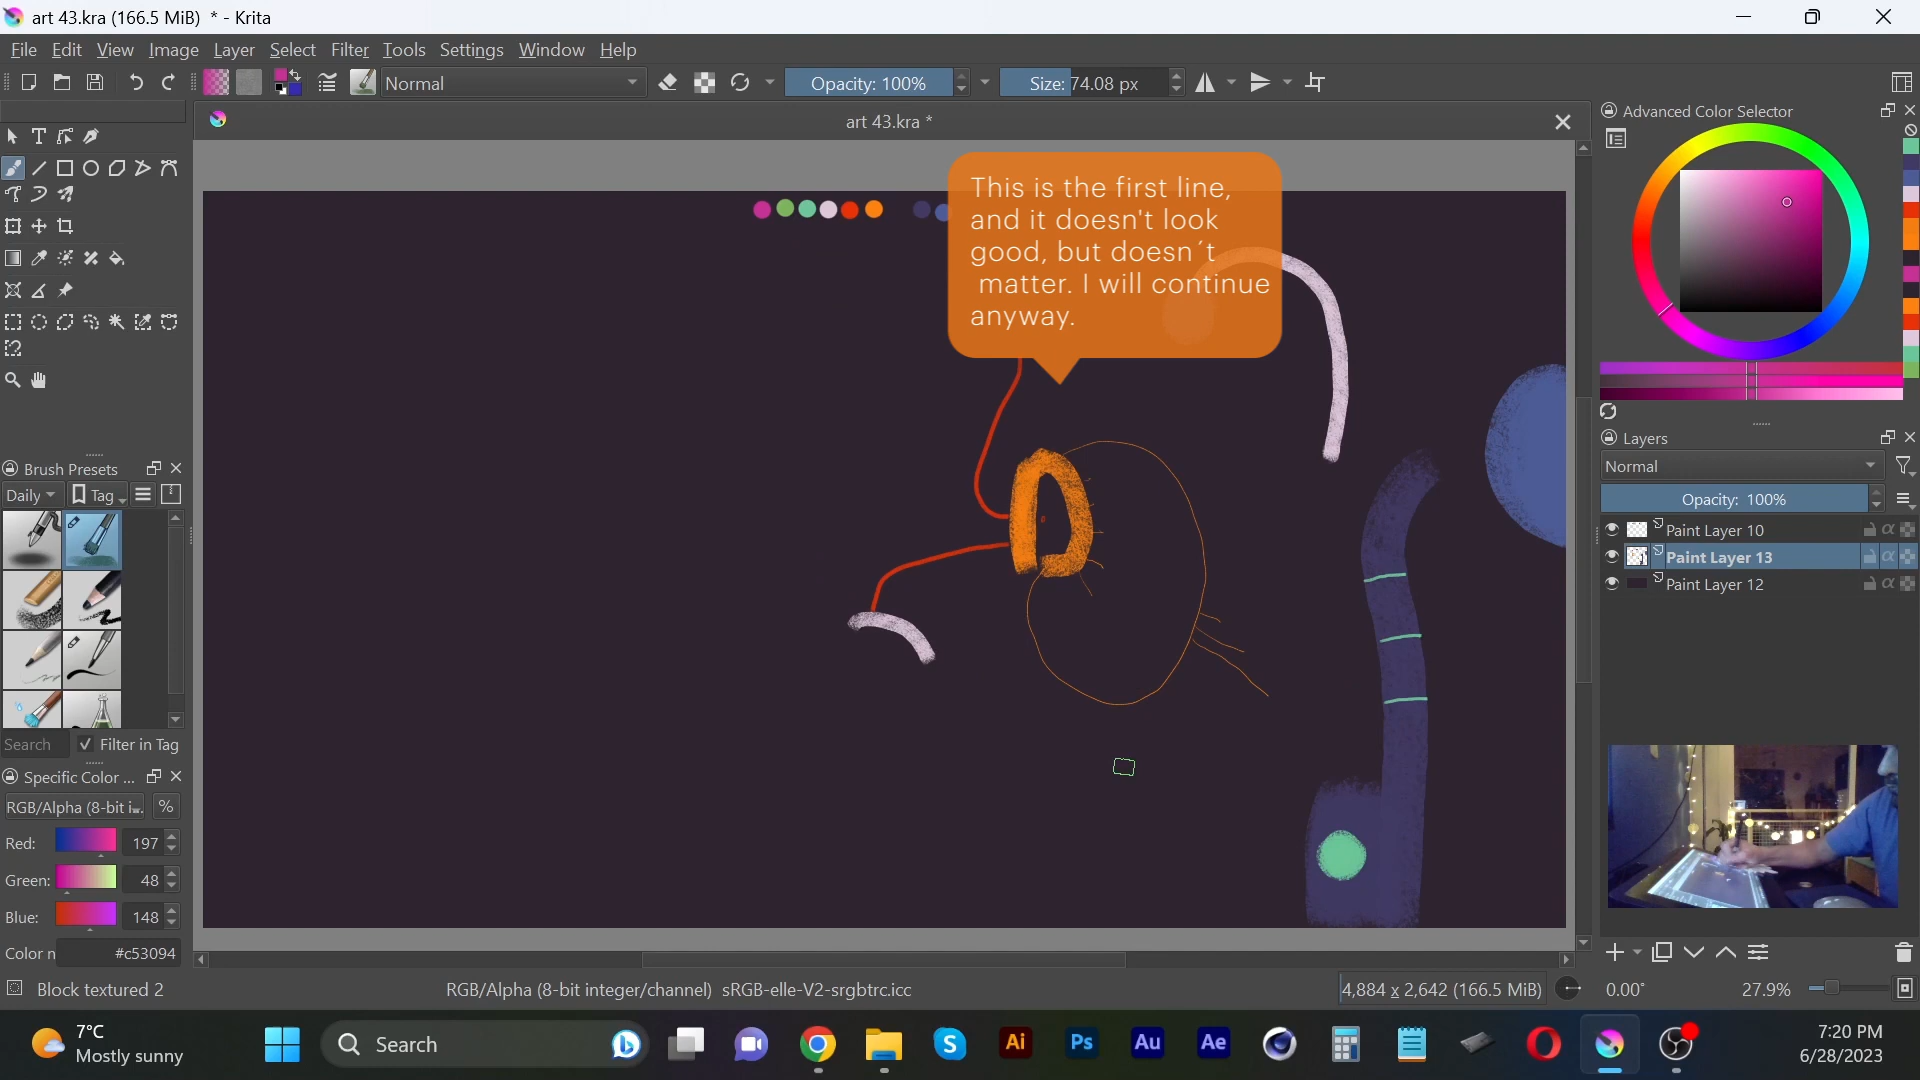 art 43.kra (166.5 MiB) * - Krita
File Edit View Image Layer Select Filter Tools Settings Window Help
Normal Opacity: 100% Size: 74.08 px
art 43.kra *
Advanced Color Selector
This is the first line,
and it doesn't look
good, but doesn´t
matter. I will continue
anyway.
Layers
Normal
Opacity: 100%
Paint Layer 10
Paint Layer 13
Paint Layer 12
Brush Presets
Daily Tag
Search Filter in Tag
Specific Color ...
RGB/Alpha (8-bit i... %
Red: 197
Green: 48
Blue: 148
Color n #c53094
Block textured 2 RGB/Alpha (8-bit integer/channel) sRGB-elle-V2-srgbtrc.icc 4,884 x 2,642 (166.5 MiB) 0.00° 27.9%
7°C
Mostly sunny
Search
S Ai Ps Au Ae
7:20 PM
6/28/2023